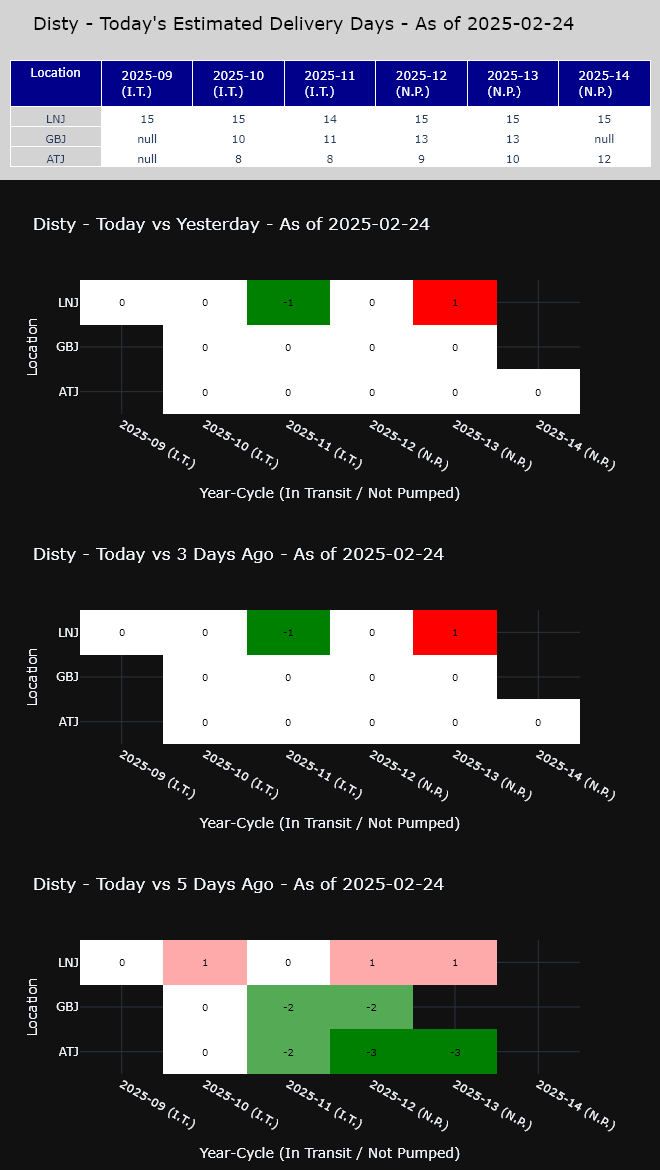 Disty - Today's Estimated Delivery Days - As of 2025-02-24
Location 2025-09 (I.T.) 2025-10 (I.T.) 2025-11 (I.T.) 2025-12 (N.P.) 2025-13 (N.P.) 2025-14 (N.P.)
LNJ 15 15 14 15 15 15
GBJ null 10 11 13 13 null
ATJ null 8 8 9 10 12
Disty - Today vs Yesterday - As of 2025-02-24
Location
LNJ 0 0 -1 0 1
GBJ 0 0 0 0
ATJ 0 0 0 0 0
2025-09 (I.T.) 2025-10 (I.T.) 2025-11 (I.T.) 2025-12 (N.P.) 2025-13 (N.P.) 2025-14 (N.P.)
Year-Cycle (In Transit / Not Pumped)
Disty - Today vs 3 Days Ago - As of 2025-02-24
Location
LNJ 0 0 -1 0 1
GBJ 0 0 0 0
ATJ 0 0 0 0 0
2025-09 (I.T.) 2025-10 (I.T.) 2025-11 (I.T.) 2025-12 (N.P.) 2025-13 (N.P.) 2025-14 (N.P.)
Year-Cycle (In Transit / Not Pumped)
Disty - Today vs 5 Days Ago - As of 2025-02-24
Location
LNJ 0 1 0 1 1
GBJ 0 -2 -2
ATJ 0 -2 -3 -3
2025-09 (I.T.) 2025-10 (I.T.) 2025-11 (I.T.) 2025-12 (N.P.) 2025-13 (N.P.) 2025-14 (N.P.)
Year-Cycle (In Transit / Not Pumped)